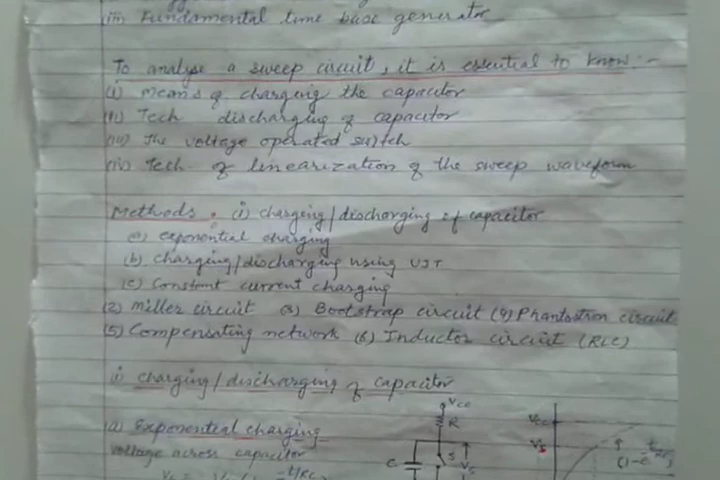 (iii) Fundamental time base generator
To analyse a sweep circuit, it is essential to know :-
(i) Means of charging the capacitor
(ii) Tech discharging of capacitor
(iii) The voltage operated switch
(iv) Tech. of linearization of the sweep waveform
Methods : (i) charging/discharging of capacitor
(a) exponential charging
(b) charging/discharging using UJT
(c) Constant current charging
(2) Miller circuit (3) Bootstrap circuit (4) Phantastron circuit
(5) Compensating network (6) Inductor circuit (RLC)
(i) charging/discharging of capacitor
(a) Exponential charging
voltage across capacitor
Vcc
R
C
S
Vs
Vcc
Vs